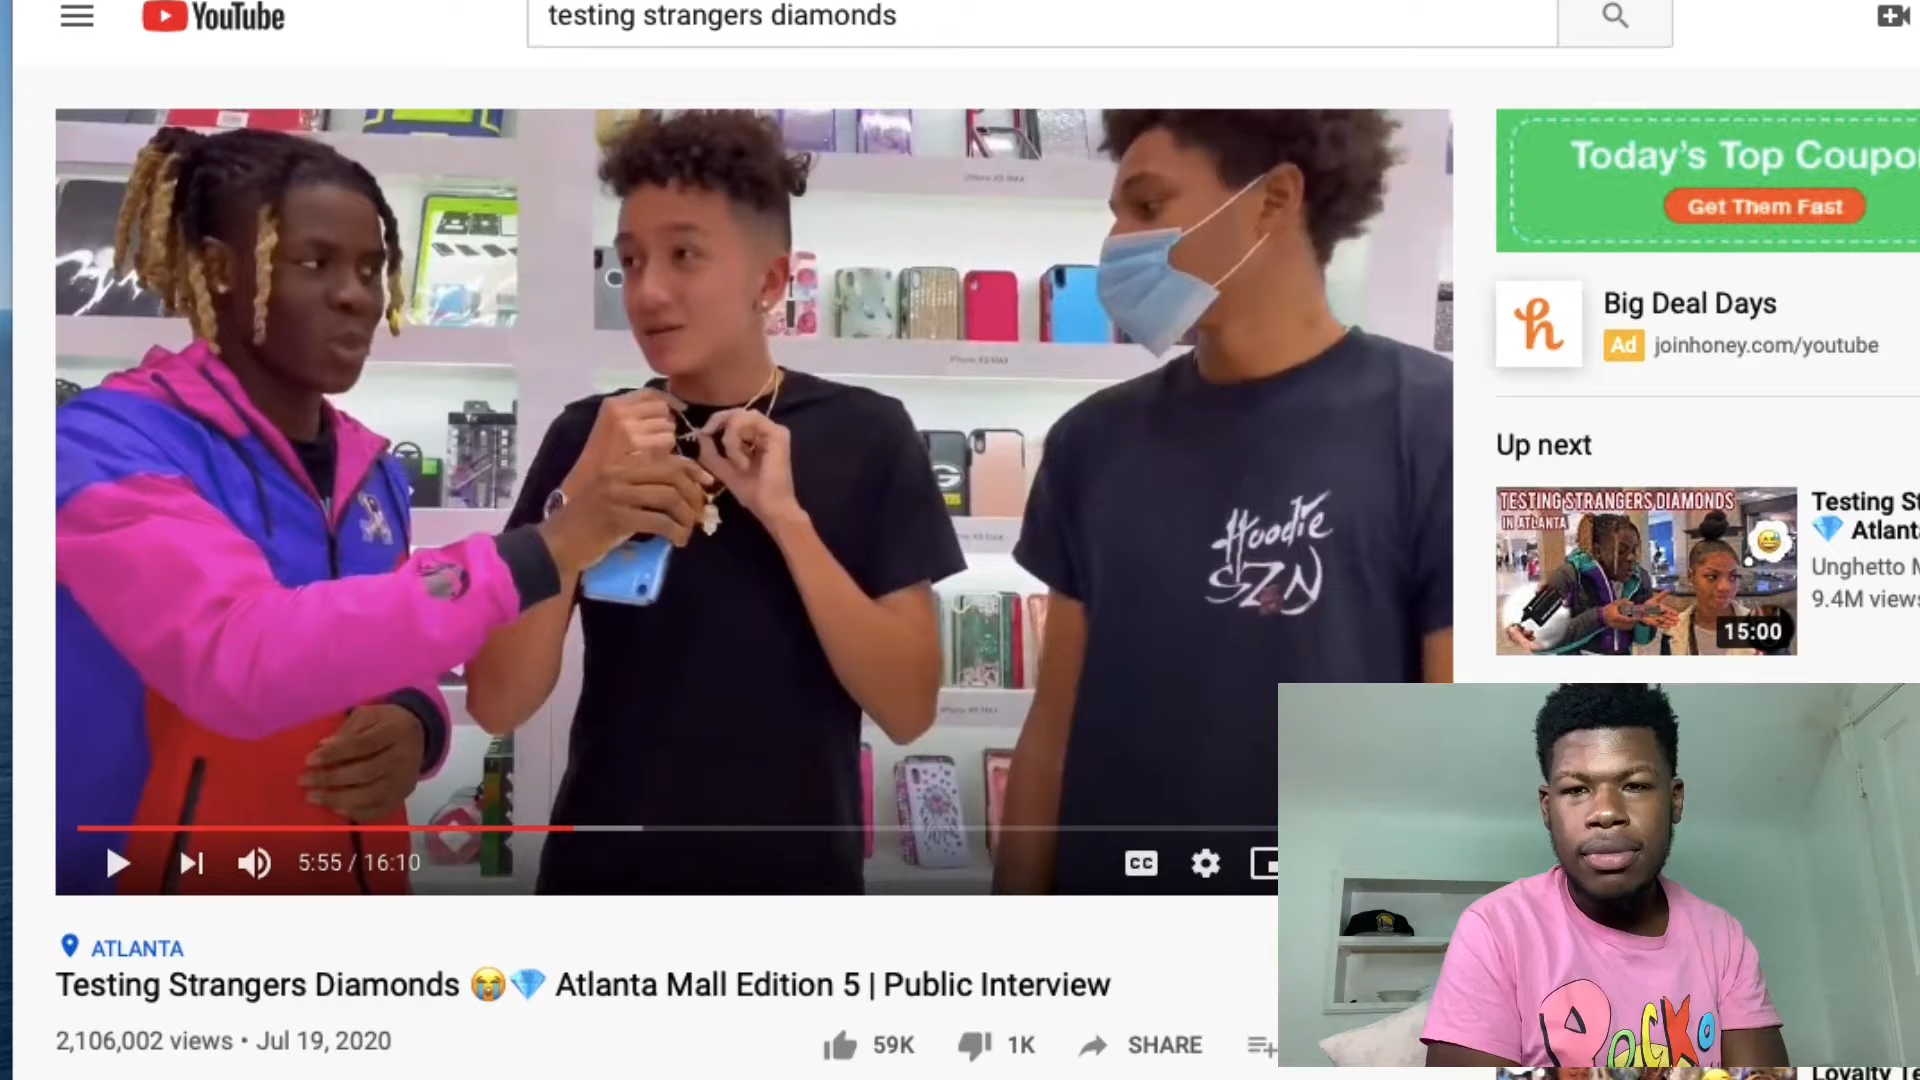 YouTube
testing strangers diamonds
Today's Top Coupo
Get Them Fast
Big Deal Days
Ad joinhoney.com/youtube
Up next
TESTING STRANGERS DIAMONDS
IN ATLANTA
15:00
Testing St
Atlant
Unghetto M
9.4M views
Hoodie
SZN
5:55 / 16:10
CC
ATLANTA
Testing Strangers Diamonds 😭💎 Atlanta Mall Edition 5 | Public Interview
2,106,002 views • Jul 19, 2020
59K
1K
SHARE
Loyalty Te